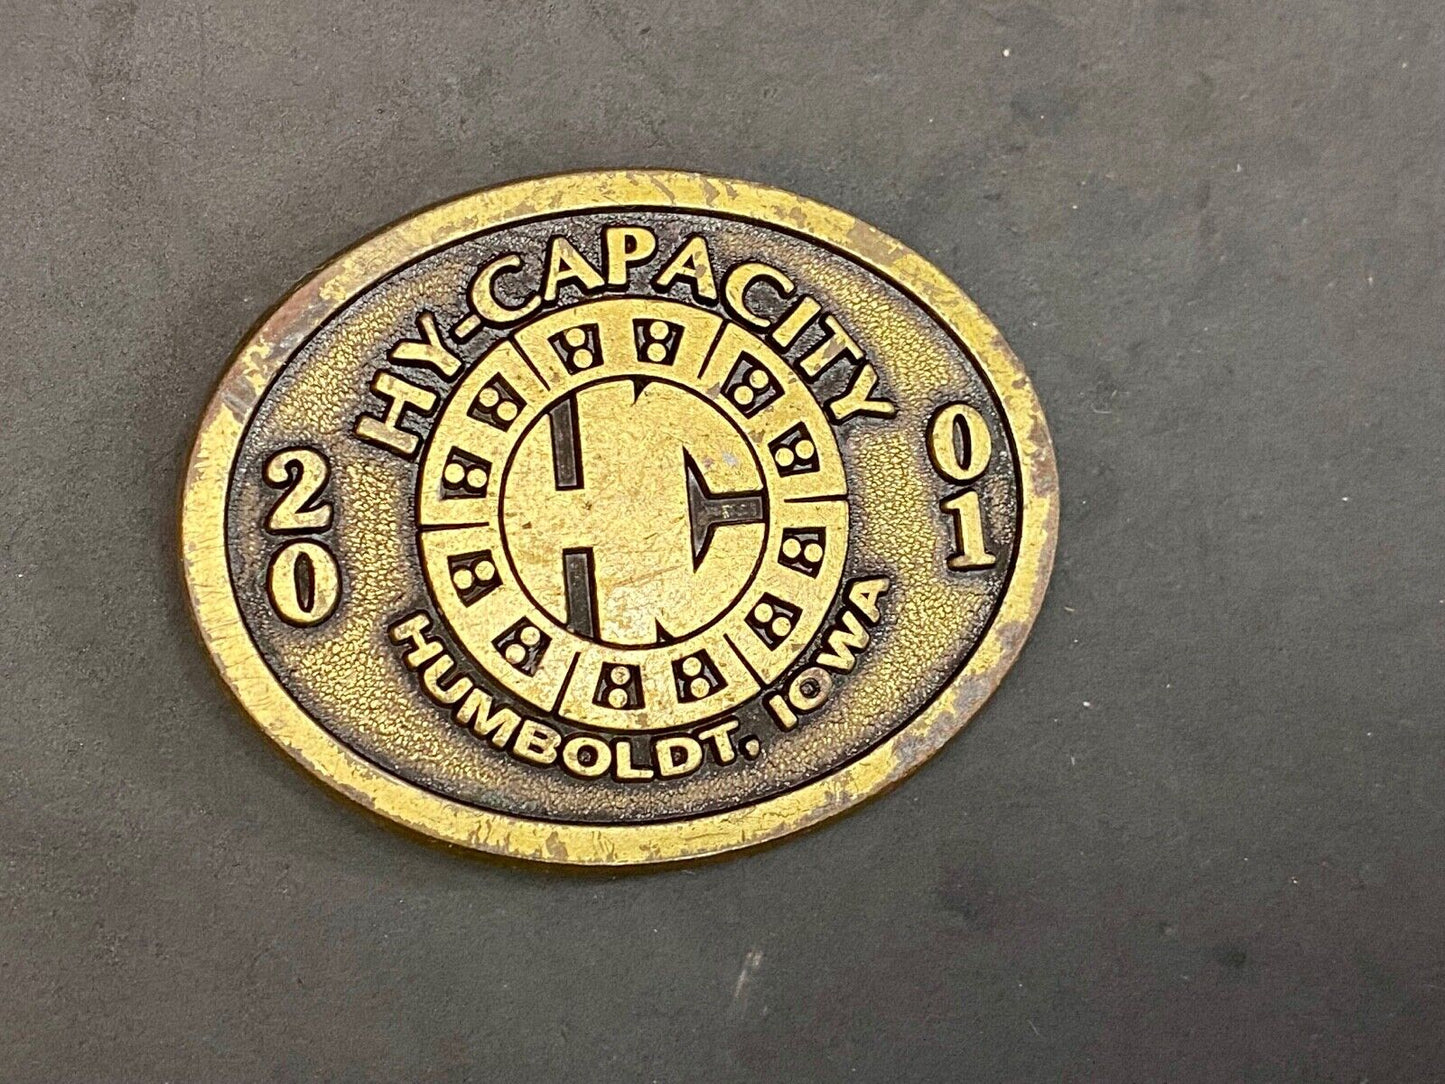 HY-CAPACITY
20
01
HC
HUMBOLDT, IOWA